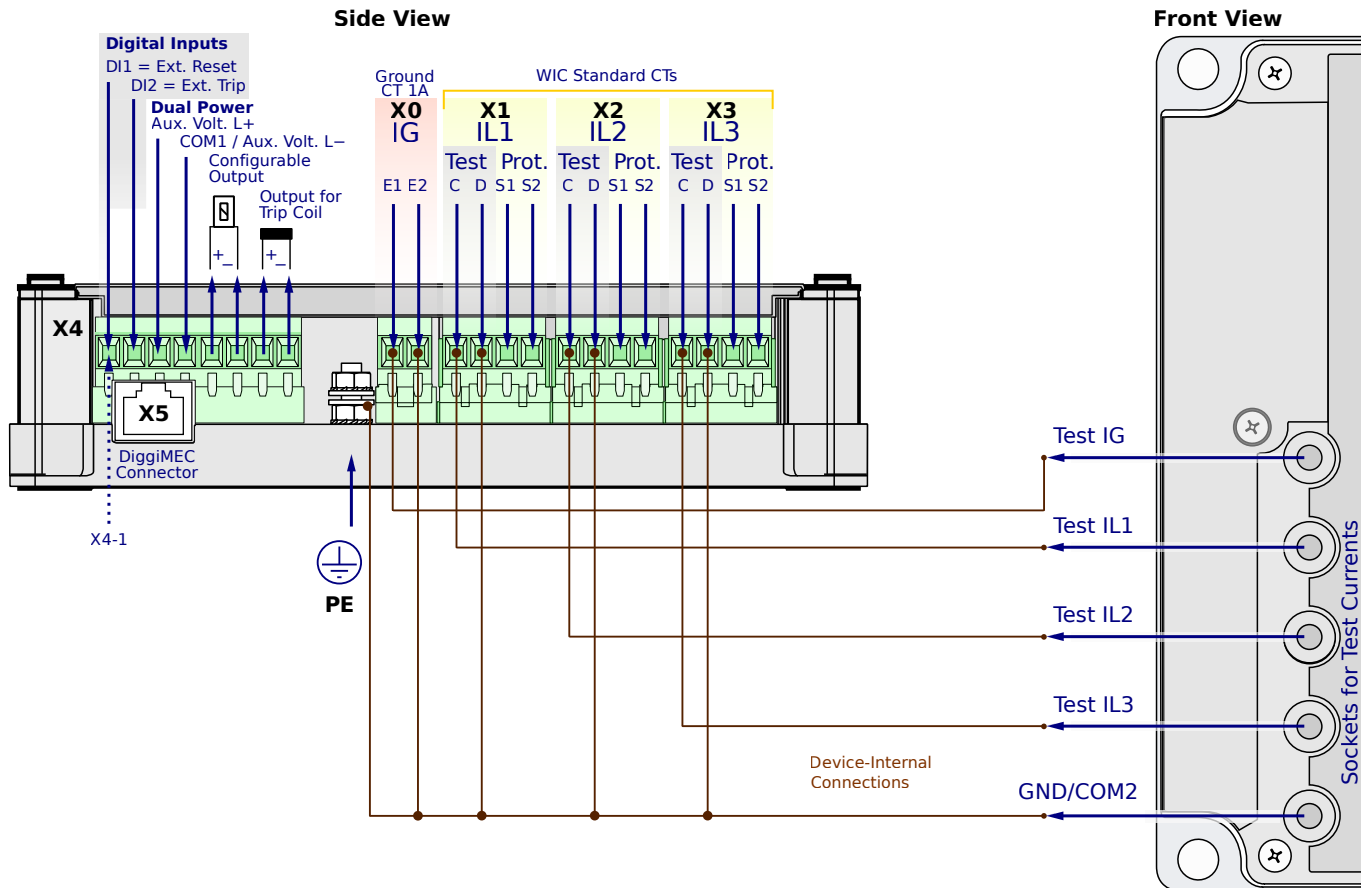 Side View
Front View
Digital Inputs
DI1 = Ext. Reset
DI2 = Ext. Trip
Dual Power
Aux. Volt. L+
COM1 / Aux. Volt. L−
Configurable
Output
Output for
Trip Coil
+ −
+ −
Ground
CT 1A
X0
IG
E1 E2
WIC Standard CTs
X1
IL1
Test Prot.
C D S1 S2
X2
IL2
Test Prot.
C D S1 S2
X3
IL3
Test Prot.
C D S1 S2
X4
X5
DiggiMEC
Connector
X4-1
PE
Test IG
Test IL1
Test IL2
Test IL3
GND/COM2
Device-Internal
Connections
Sockets for Test Currents